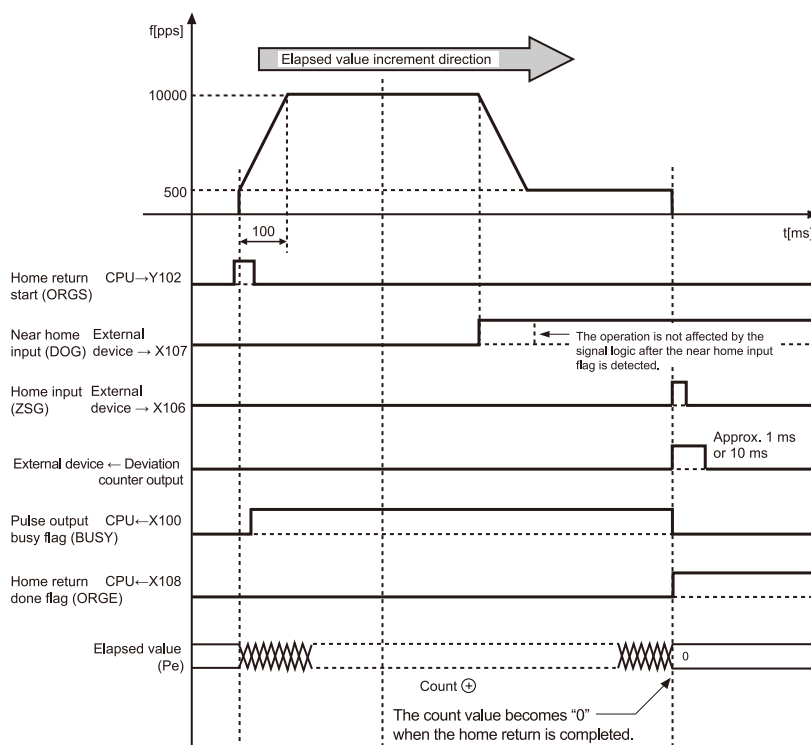 f[pps]
Elapsed value increment direction
10000
500
t[ms]
100
Home return CPU→Y102
start (ORGS)
Near home External
input (DOG) device → X107
The operation is not affected by the
signal logic after the near home input
flag is detected.
Home input External
(ZSG) device → X106
Approx. 1 ms
or 10 ms
External device ← Deviation
counter output
Pulse output CPU←X100
busy flag (BUSY)
Home return CPU←X108
done flag (ORGE)
Elapsed value
(Pe)
0
Count ⊕
The count value becomes “0”
when the home return is completed.